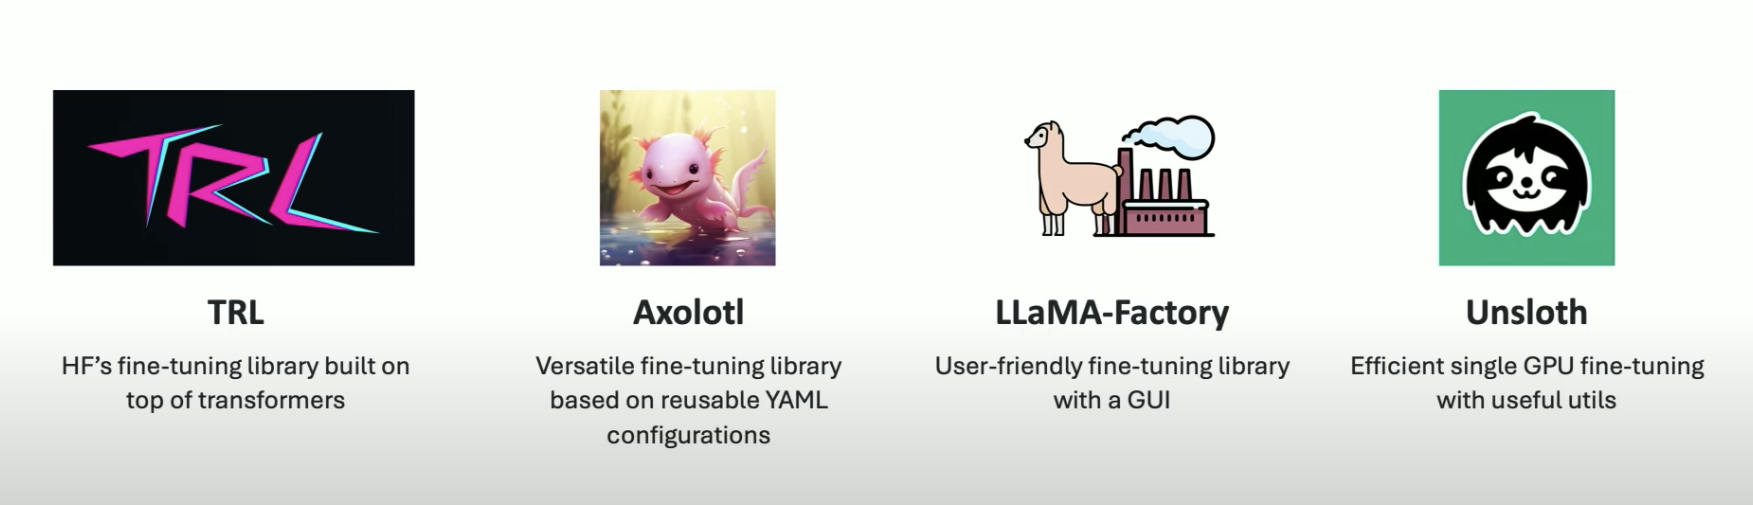 TRL
TRL
HF's fine-tuning library built on
top of transformers
Axolotl
Versatile fine-tuning library
based on reusable YAML
configurations
LLaMA-Factory
User-friendly fine-tuning library
with a GUI
Unsloth
Efficient single GPU fine-tuning
with useful utils